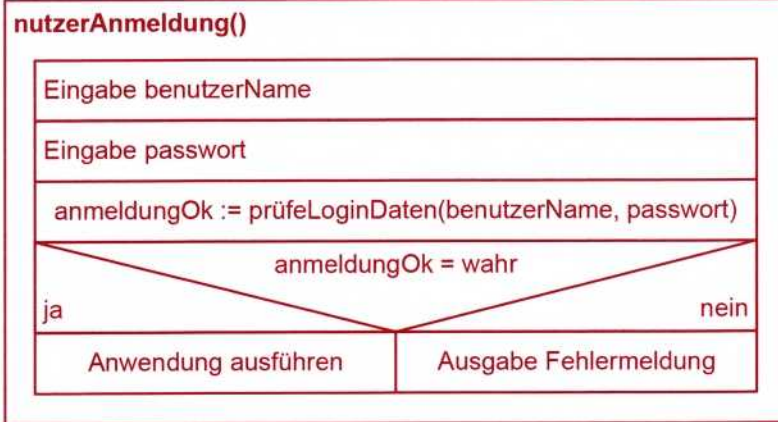 nutzerAnmeldung()
Eingabe benutzerName
Eingabe passwort
anmeldungOk := prüfeLoginDaten(benutzerName, passwort)
anmeldungOk = wahr
ja
nein
Anwendung ausführen
Ausgabe Fehlermeldung